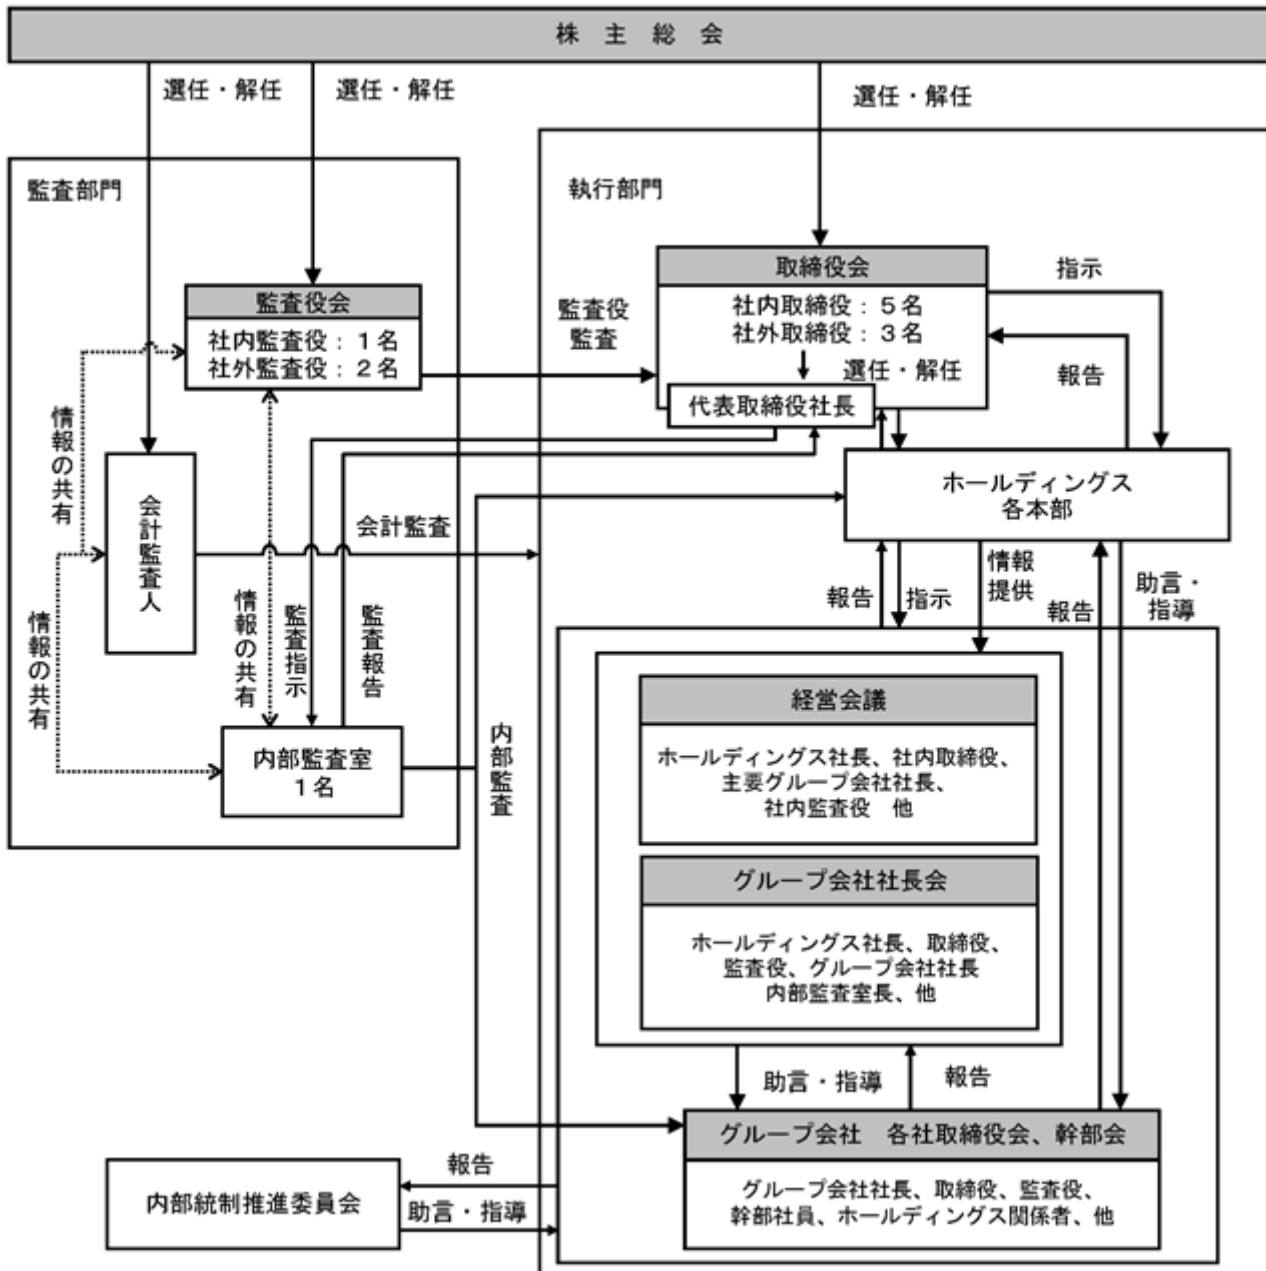 株 主 総 会
選任・解任
選任・解任
選任・解任
監査部門
執行部門
監査役会
社内監査役：1名
社外監査役：2名
監査役
監査
取締役会
社内取締役：5名
社外取締役：3名
選任・解任
代表取締役社長
指示
報告
ホールディングス
各本部
情報の共有
会計監査人
会計監査
情報の共有
情報の共有
監査指示
監査報告
内部監査室
1名
内部監査
報告
指示
情報
提供
報告
助言・
指導
経営会議
ホールディングス社長、社内取締役、
主要グループ会社社長、
社内監査役　他
グループ会社社長会
ホールディングス社長、取締役、
監査役、グループ会社社長
内部監査室長、他
助言・指導
報告
グループ会社　各社取締役会、幹部会
グループ会社社長、取締役、監査役、
幹部社員、ホールディングス関係者、他
内部統制推進委員会
報告
助言・指導